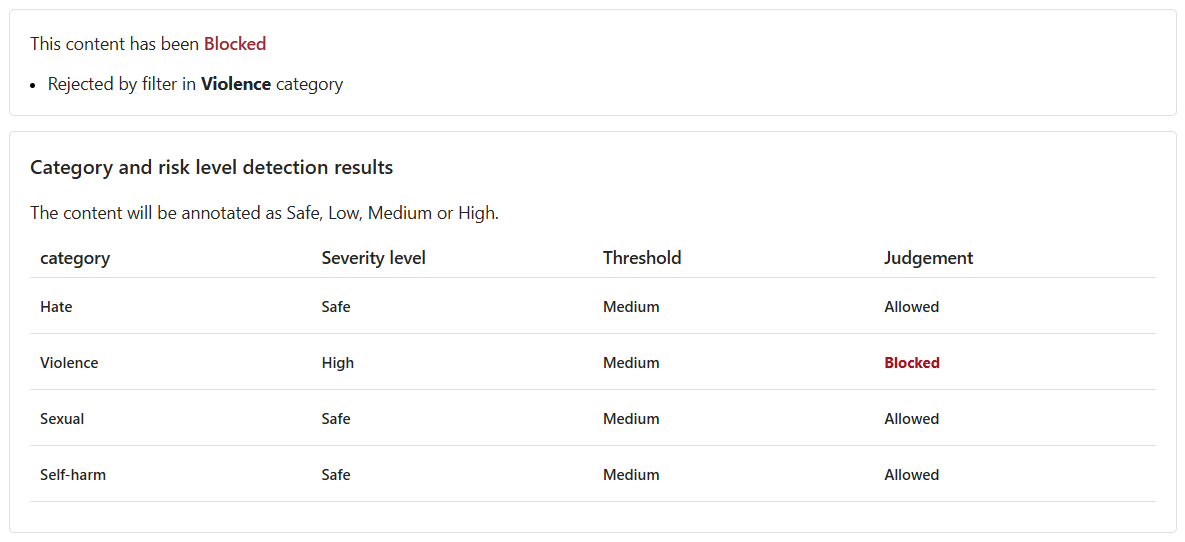 This content has been Blocked
• Rejected by filter in Violence category
Category and risk level detection results
The content will be annotated as Safe, Low, Medium or High.
category Severity level Threshold Judgement
Hate Safe Medium Allowed
Violence High Medium Blocked
Sexual Safe Medium Allowed
Self-harm Safe Medium Allowed